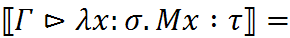 ⟦Γ ⊳ λx: σ. Mx : τ⟧ =